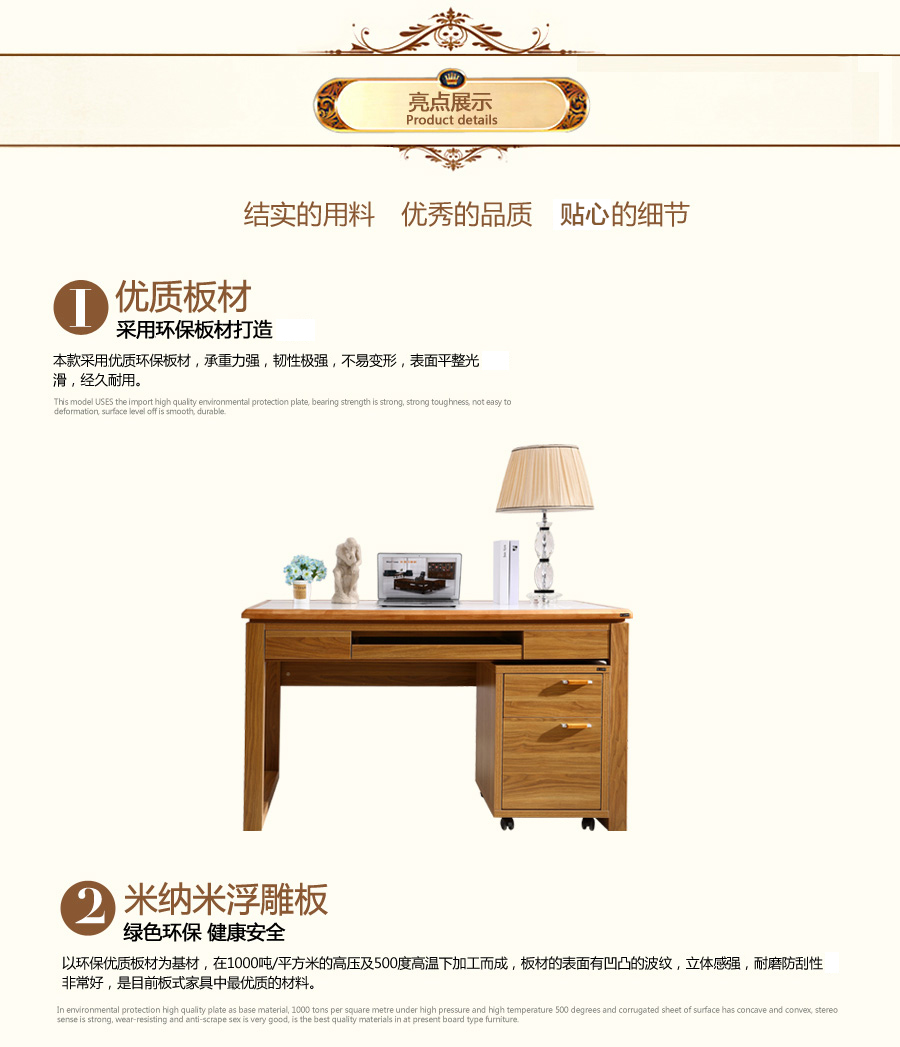 亮点展示
Product details
结实的用料 优秀的品质 贴心的细节
1 优质板材
采用环保板材打造
本款采用优质环保板材，承重力强，韧性极强，不易变形，表面平整光
滑，经久耐用。
This model USES the import high quality environmental protection plate, bearing strength is strong, strong toughness, not easy to
deformation, surface level off is smooth, durable.
2 米纳米浮雕板
绿色环保 健康安全
以环保优质板材为基材，在1000吨/平方米的高压及500度高温下加工而成，板材的表面有凹凸的波纹，立体感强，耐磨防刮性
非常好，是目前板式家具中最优质的材料。
In environmental protection high quality plate as base material, 1000 tons per square metre under high pressure and high temperature 500 degrees and corrugated sheet of surface has concave and convex, stereo
sense is strong, wear-resisting and anti-scrape sex is very good, is the best quality materials in at present board type furniture.